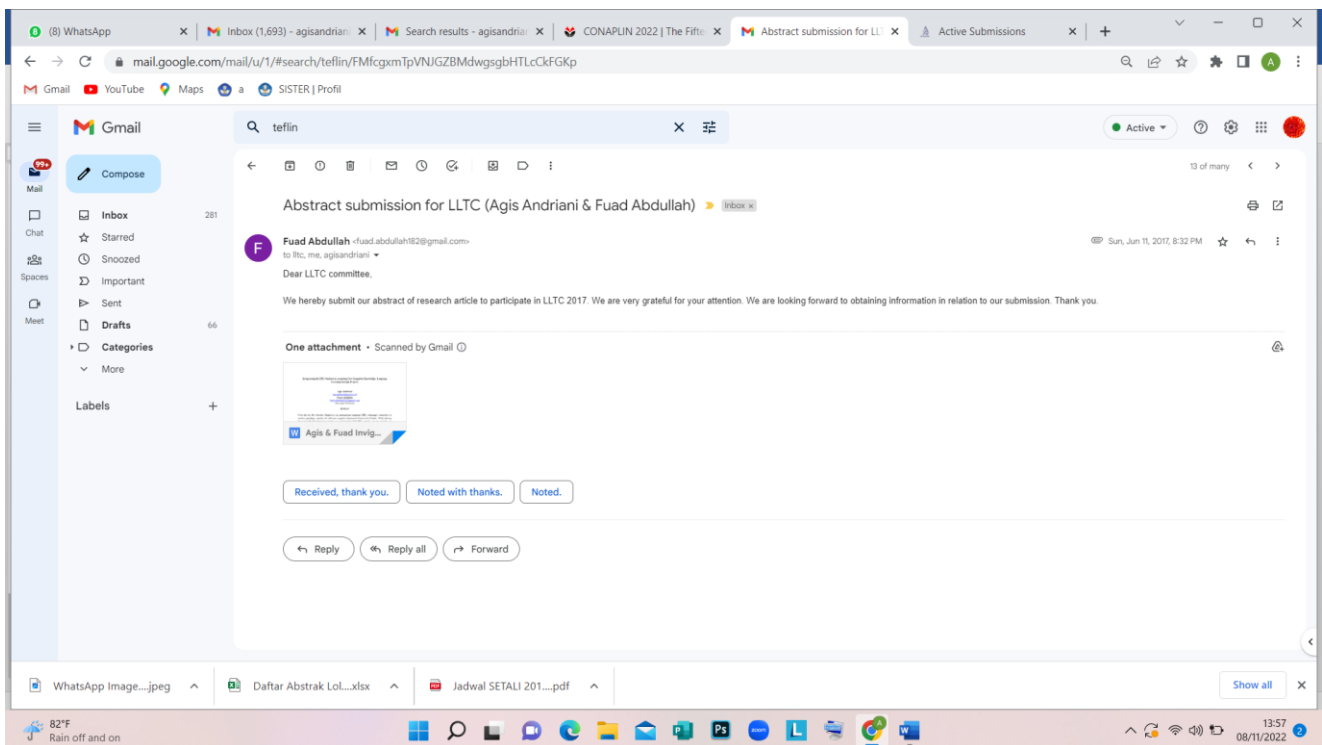 (8) WhatsApp
Inbox (1,693) - agisandrian
Search results - agisandrian
CONAPLIN 2022 | The Fifte
Abstract submission for LL
Active Submissions
mail.google.com/mail/u/1/#search/teflin/FMfcgxmTpVNJGZBMdwgsgbHTLcCkFGKp
A
Gmail
YouTube
Maps
a
SISTER | Profil
Gmail
teflin
Active
99+
Mail
Chat
Spaces
Meet
Compose
Inbox 281
Starred
Snoozed
Important
Sent
Drafts 66
Categories
More
Labels
13 of many
Abstract submission for LLTC (Agis Andriani & Fuad Abdullah) Inbox x
F
Fuad Abdullah <fuad.abdullah182@gmail.com>
Sun, Jun 11, 2017, 8:32 PM
to lltc, me, agisandriani
Dear LLTC committee,
We hereby submit our abstract of research article to participate in LLTC 2017. We are very grateful for your attention. We are looking forward to obtaining information in relation to our submission. Thank you.
One attachment • Scanned by Gmail
W Agis & Fuad Invig...
Received, thank you.
Noted with thanks.
Noted.
Reply
Reply all
Forward
WhatsApp Image....jpeg
Daftar Abstrak Lol....xlsx
Jadwal SETALI 201....pdf
Show all
82°F
Rain off and on
Ps
zoom
L
13:57
08/11/2022
2